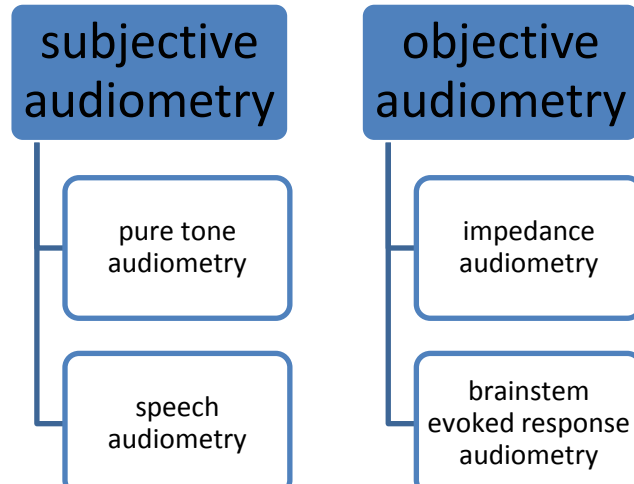 subjective
audiometry
pure tone
audiometry
speech
audiometry
objective
audiometry
impedance
audiometry
brainstem
evoked response
audiometry